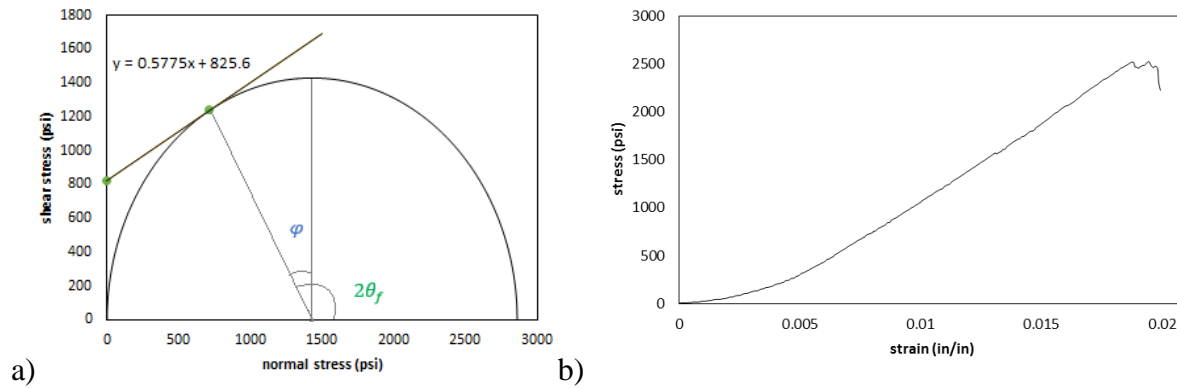 1800
1600
1400
1200
1000
800
600
400
200
0
shear stress (psi)
y = 0.5775x + 825.6
φ
2θf
0 500 1000 1500 2000 2500 3000
normal stress (psi)
a)
3000
2500
2000
1500
1000
500
0
stress (psi)
0 0.005 0.01 0.015 0.02
strain (in/in)
b)